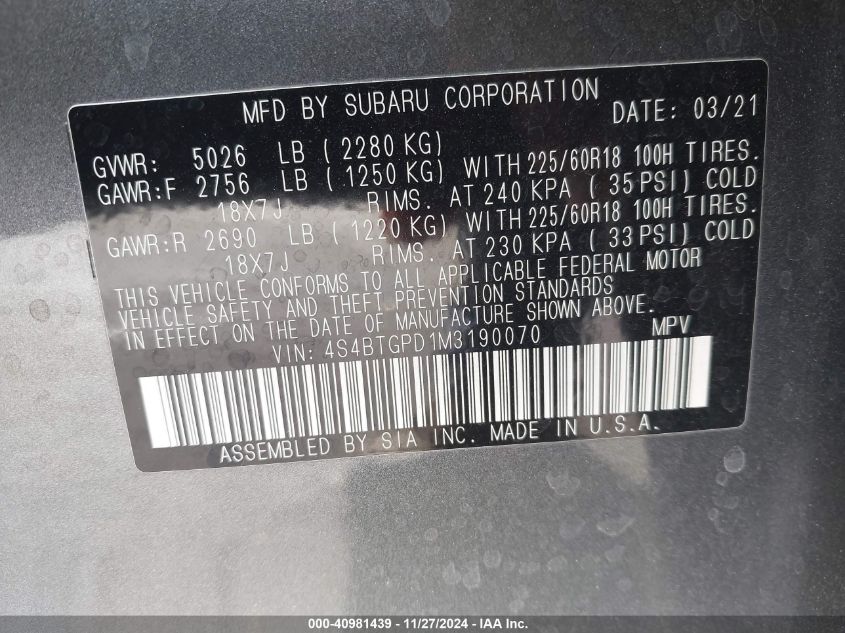 MFD BY SUBARU CORPORATION DATE: 03/21
GVWR: 5026 LB ( 2280 KG)
GAWR:F 2756 LB ( 1250 KG) WITH 225/60R18 100H TIRES.
18X7J RIMS. AT 240 KPA ( 35 PSI) COLD
GAWR:R 2690 LB ( 1220 KG) WITH 225/60R18 100H TIRES.
18X7J RIMS. AT 230 KPA ( 33 PSI) COLD
THIS VEHICLE CONFORMS TO ALL APPLICABLE FEDERAL MOTOR
VEHICLE SAFETY AND THEFT PREVENTION STANDARDS
IN EFFECT ON THE DATE OF MANUFACTURE SHOWN ABOVE.
VIN: 4S4BTGPD1M3190070 MPV
ASSEMBLED BY SIA INC. MADE IN U.S.A.
000-40981439 - 11/27/2024 - IAA Inc.